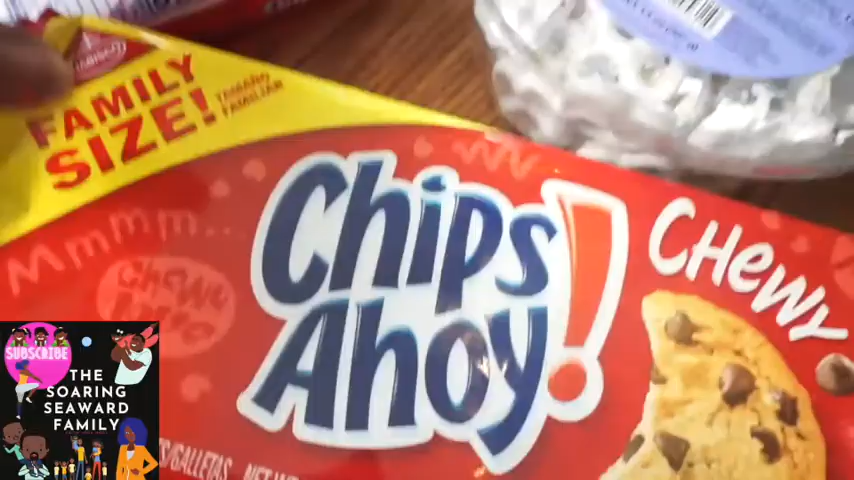 FAMILY
SIZE!
TAMAÑO
FAMILIAR
Mmmm...
Chips
Ahoy!
CHEWY
SUBSCRIBE
THE
SOARING
SEAWARD
FAMILY